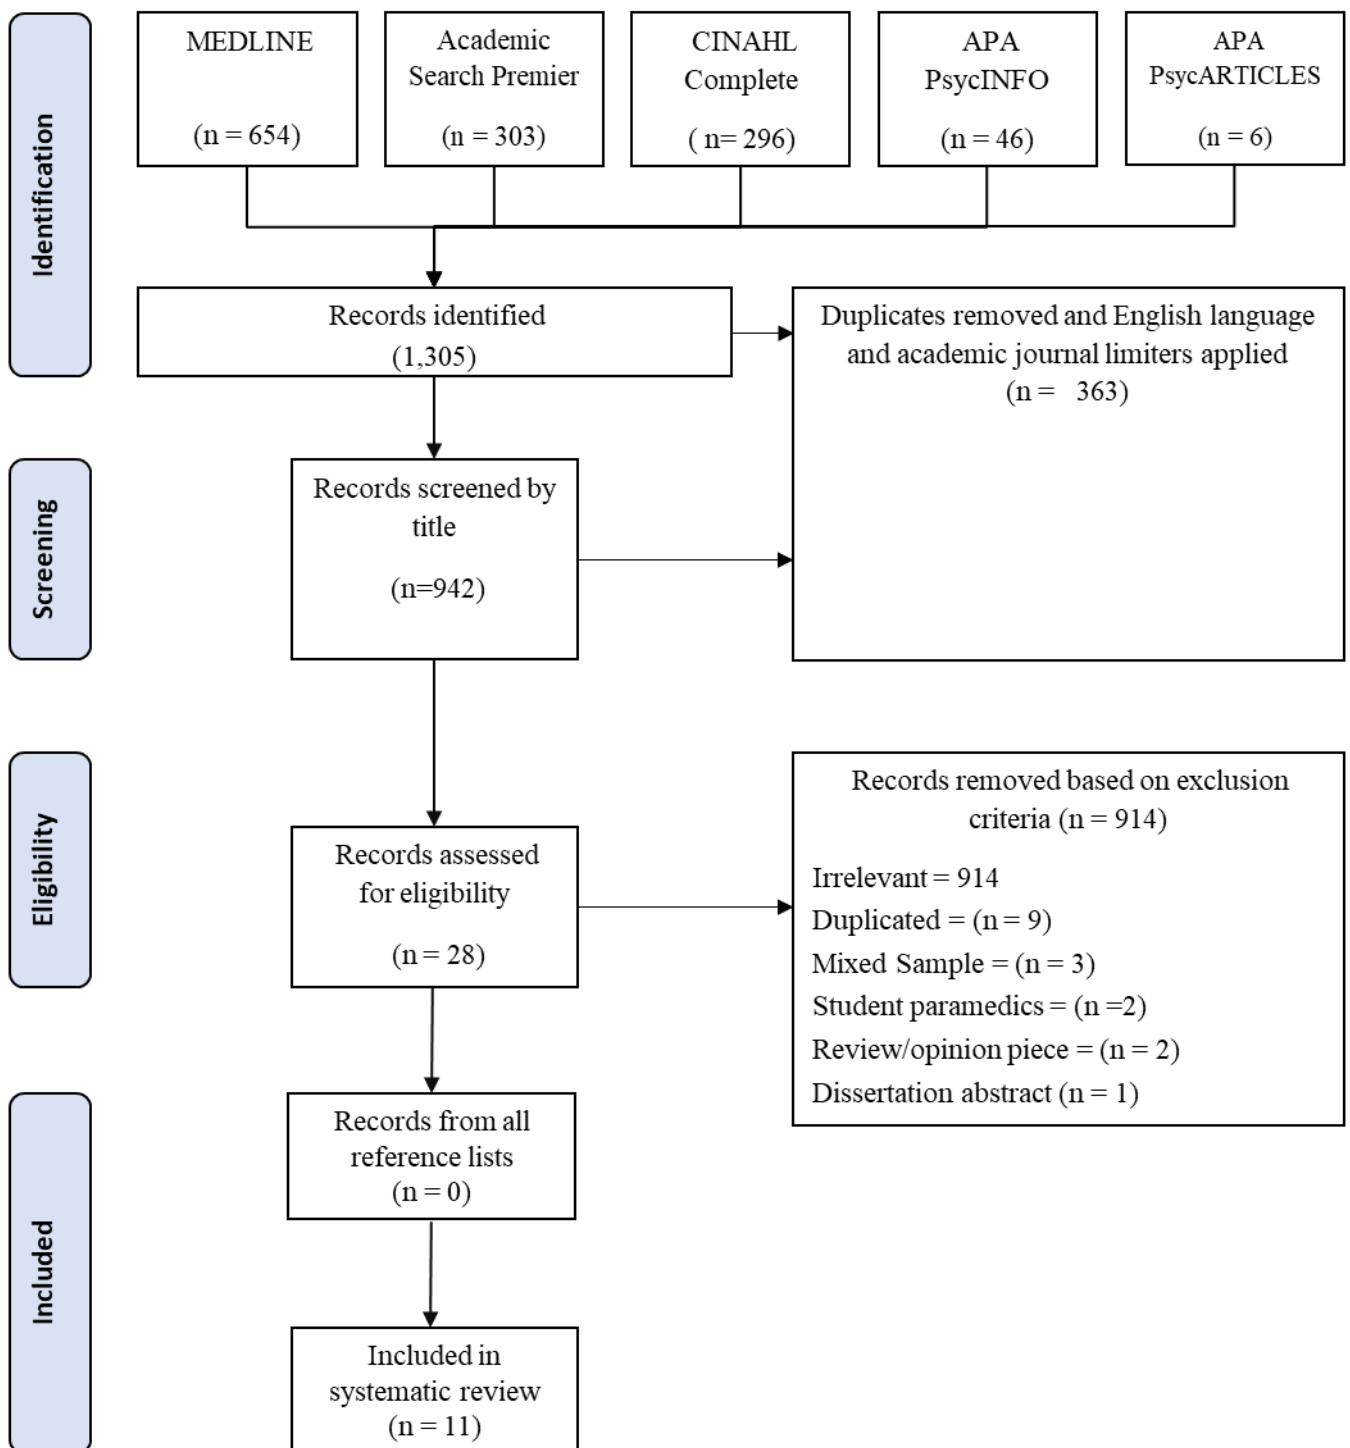 Identification
MEDLINE
(n = 654)
Academic
Search Premier
(n = 303)
CINAHL
Complete
( n= 296)
APA
PsycINFO
(n = 46)
APA
PsycARTICLES
(n = 6)
Records identified
(1,305)
Duplicates removed and English language
and academic journal limiters applied
(n =   363)
Screening
Records screened by
title
(n=942)
Eligibility
Records assessed
for eligibility
(n = 28)
Records removed based on exclusion
criteria (n = 914)
Irrelevant = 914
Duplicated = (n = 9)
Mixed Sample = (n = 3)
Student paramedics = (n =2)
Review/opinion piece = (n = 2)
Dissertation abstract (n = 1)
Included
Records from all
reference lists
(n = 0)
Included in
systematic review
(n = 11)